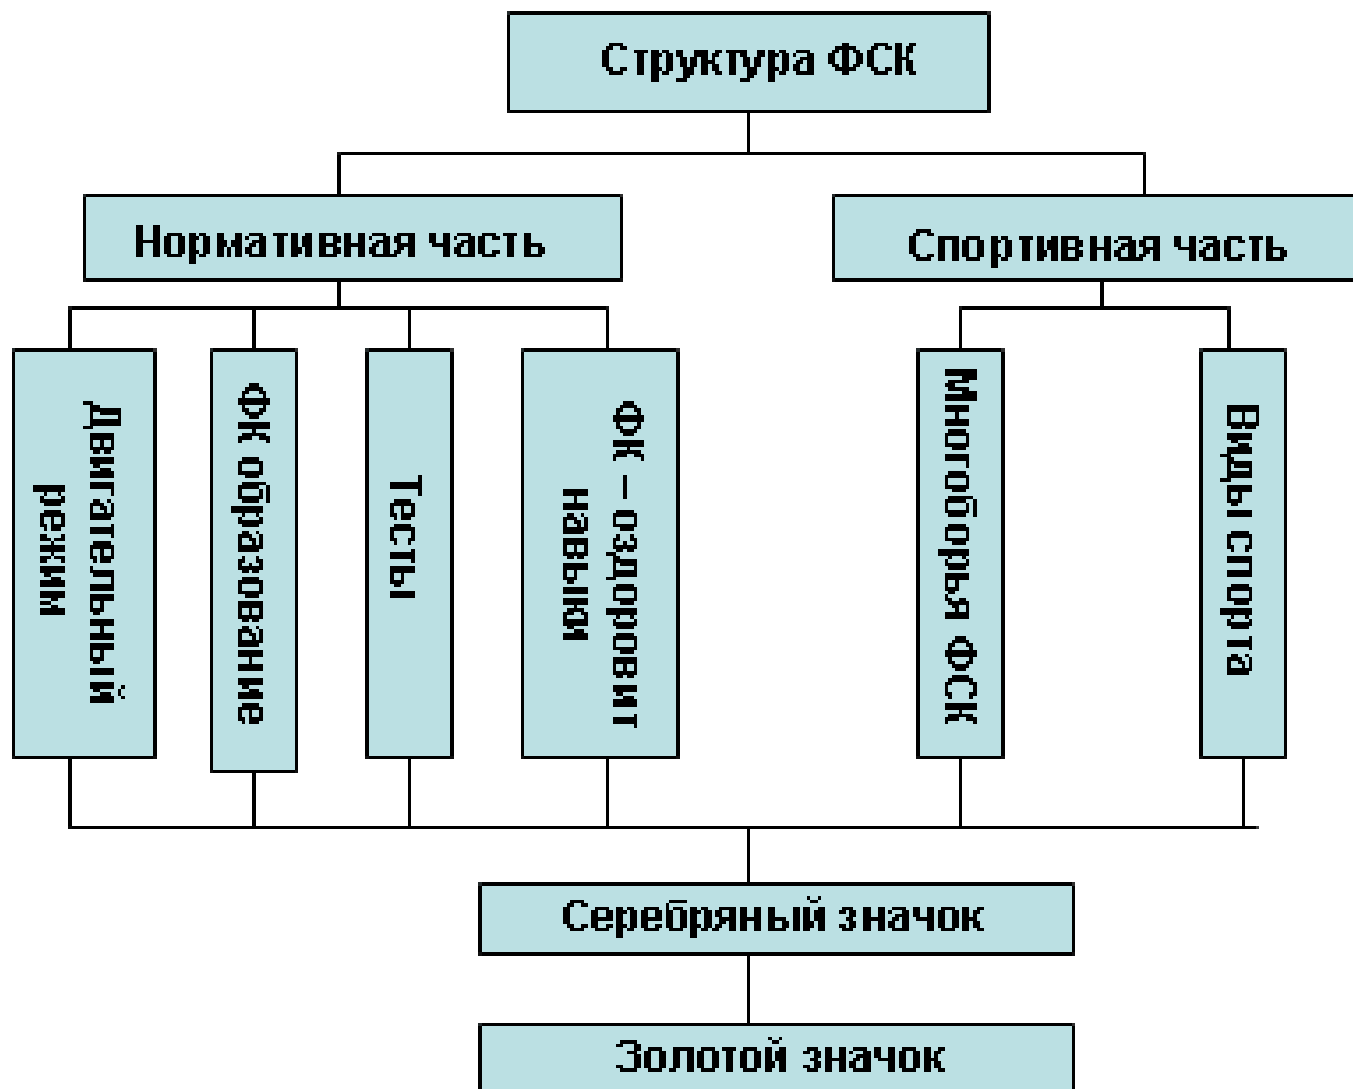 Структура ФСК
Нормативная часть
Спортивная часть
Двигательный
режим
ФК образование
Тесты
ФК – оздоровит
навыки
Многоборья ФСК
Виды спорта
Серебряный значок
Золотой значок